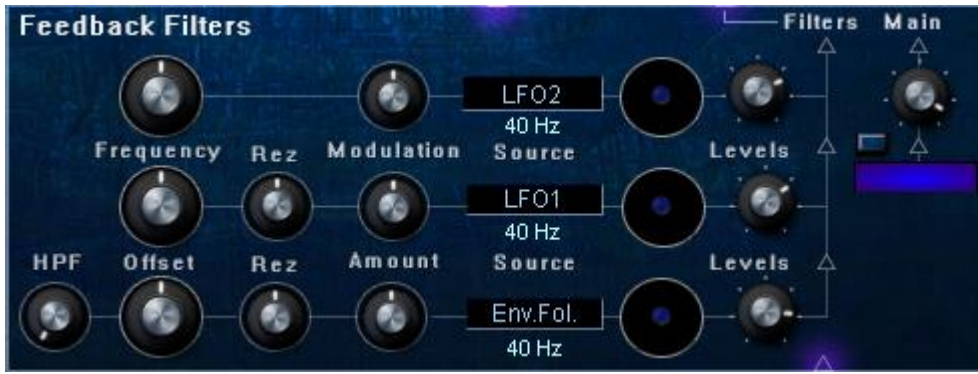 Feedback Filters
Filters Main
LFO2
40 Hz
Frequency Rez Modulation Source Levels
LFO1
40 Hz
HPF Offset Rez Amount Source Levels
Env.Fol.
40 Hz